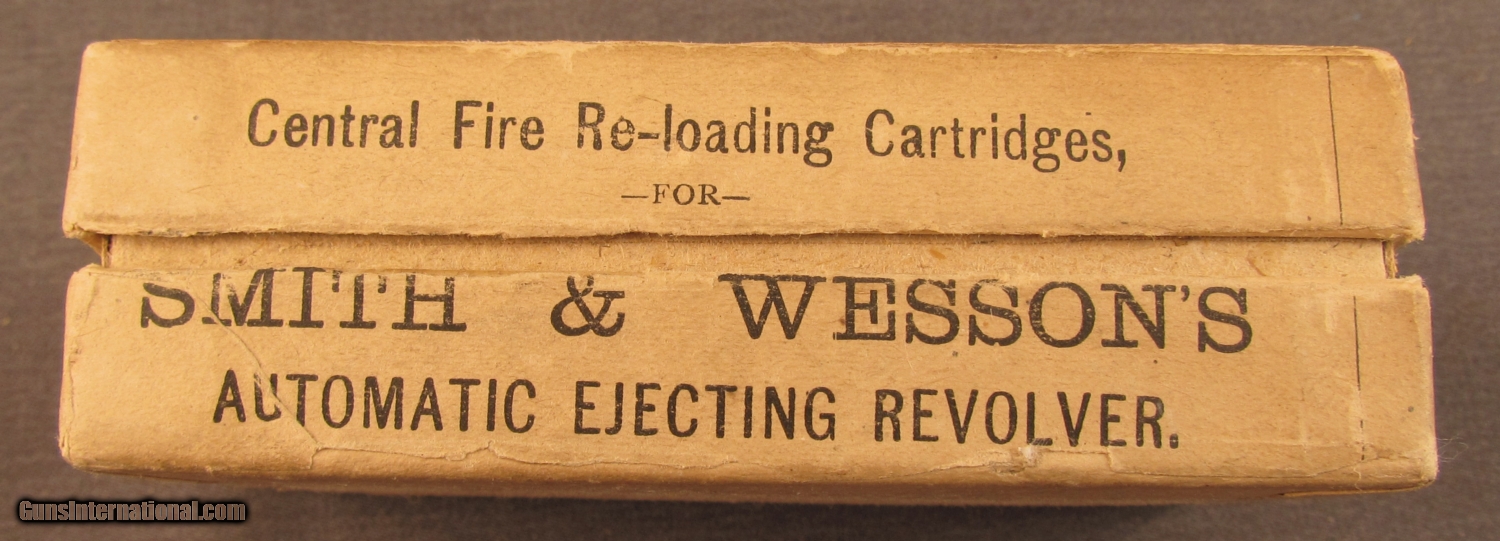 Central Fire Re-loading Cartridges,
—FOR—
SMITH & WESSON'S
AUTOMATIC EJECTING REVOLVER.
GunsInternational.com